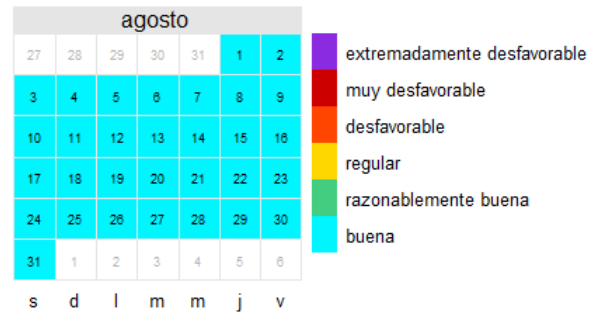 agosto
27 28 29 30 31 1 2
3 4 5 6 7 8 9
10 11 12 13 14 15 16
17 18 19 20 21 22 23
24 25 26 27 28 29 30
31 1 2 3 4 5 6
s d l m m j v
extremadamente desfavorable
muy desfavorable
desfavorable
regular
razonablemente buena
buena